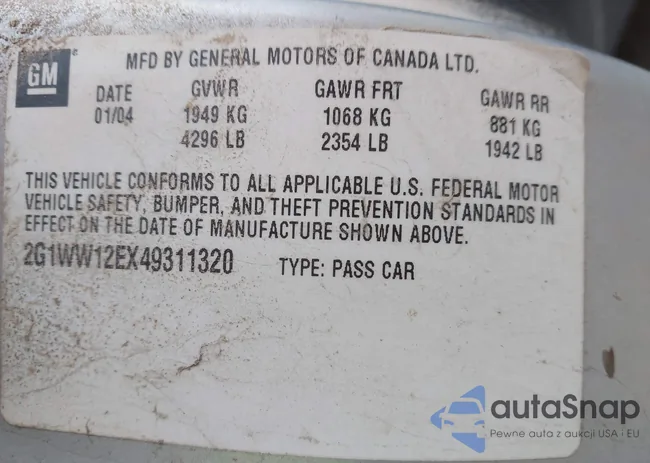 GM
MFD BY GENERAL MOTORS OF CANADA LTD.
DATE GVWR GAWR FRT GAWR RR
01/04 1949 KG 1068 KG 881 KG
4296 LB 2354 LB 1942 LB
THIS VEHICLE CONFORMS TO ALL APPLICABLE U.S. FEDERAL MOTOR
VEHICLE SAFETY, BUMPER, AND THEFT PREVENTION STANDARDS IN
EFFECT ON THE DATE OF MANUFACTURE SHOWN ABOVE.
2G1WW12EX49311320 TYPE: PASS CAR
autaSnap
Pewne auta z aukcji USA i EU